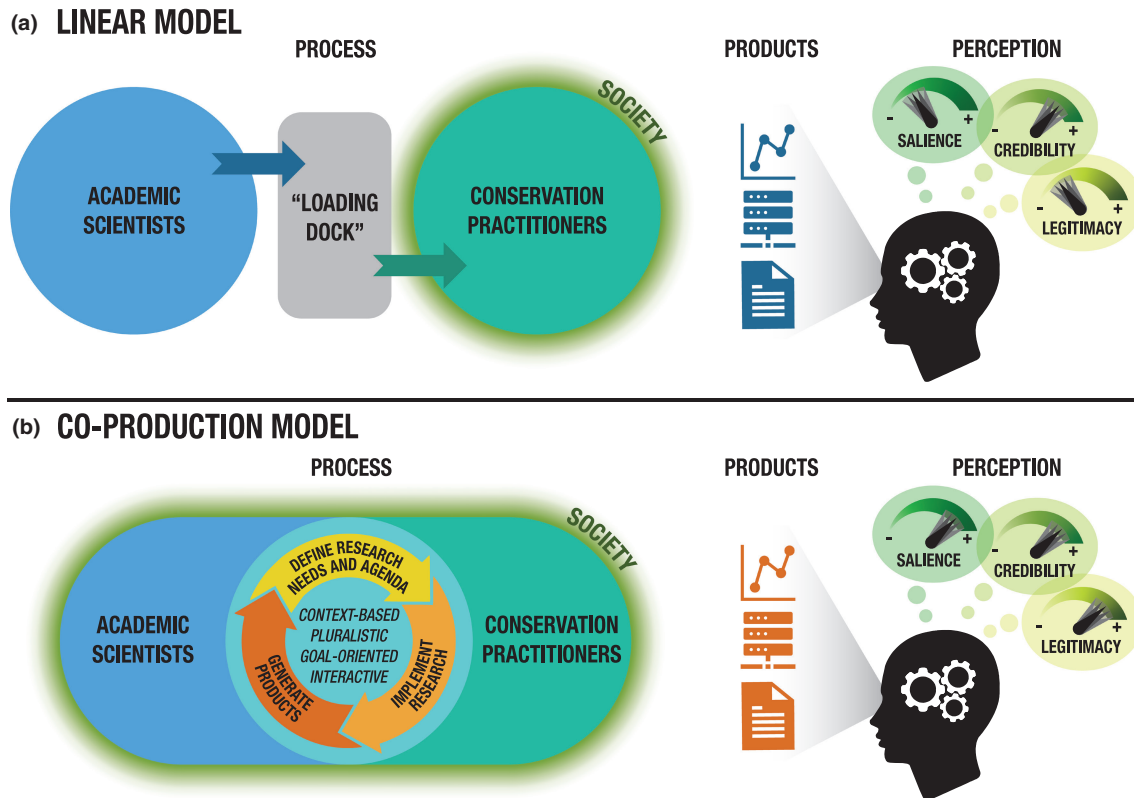 (a) LINEAR MODEL
PROCESS
PRODUCTS
PERCEPTION
ACADEMIC
SCIENTISTS
“LOADING
DOCK”
CONSERVATION
PRACTITIONERS
SOCIETY
- +
SALIENCE
- +
CREDIBILITY
- +
LEGITIMACY
(b) CO-PRODUCTION MODEL
PROCESS
PRODUCTS
PERCEPTION
ACADEMIC
SCIENTISTS
DEFINE RESEARCH
NEEDS AND AGENDA
IMPLEMENT
RESEARCH
GENERATE
PRODUCTS
CONTEXT-BASED
PLURALISTIC
GOAL-ORIENTED
INTERACTIVE
CONSERVATION
PRACTITIONERS
SOCIETY
- +
SALIENCE
- +
CREDIBILITY
- +
LEGITIMACY